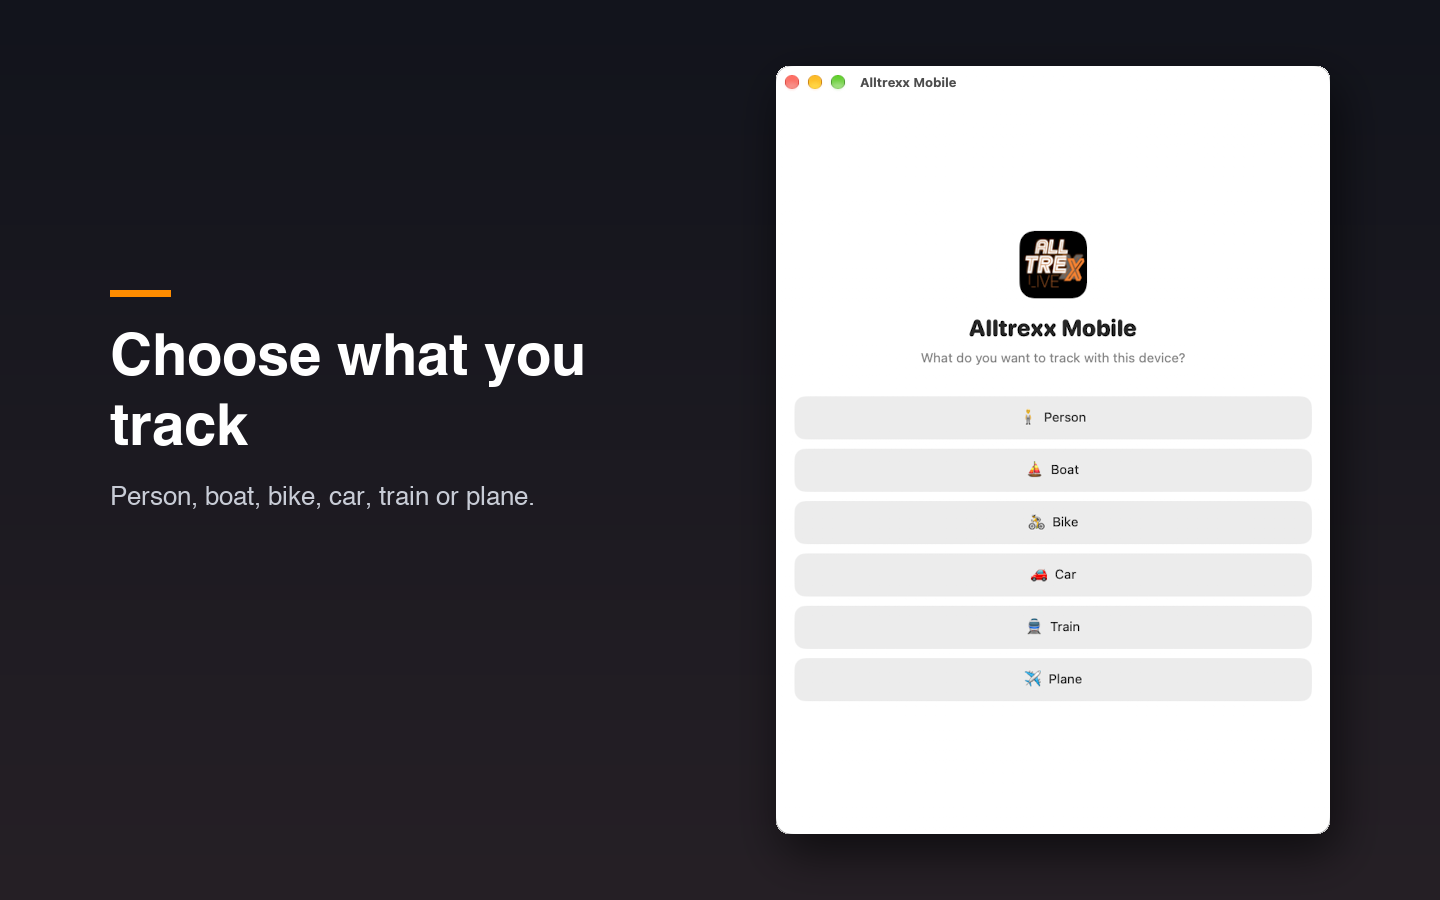 Choose what you
track
Person, boat, bike, car, train or plane.
Alltrexx Mobile
ALL
TREX
LIVE
Alltrexx Mobile
What do you want to track with this device?
Person
Boat
Bike
Car
Train
Plane